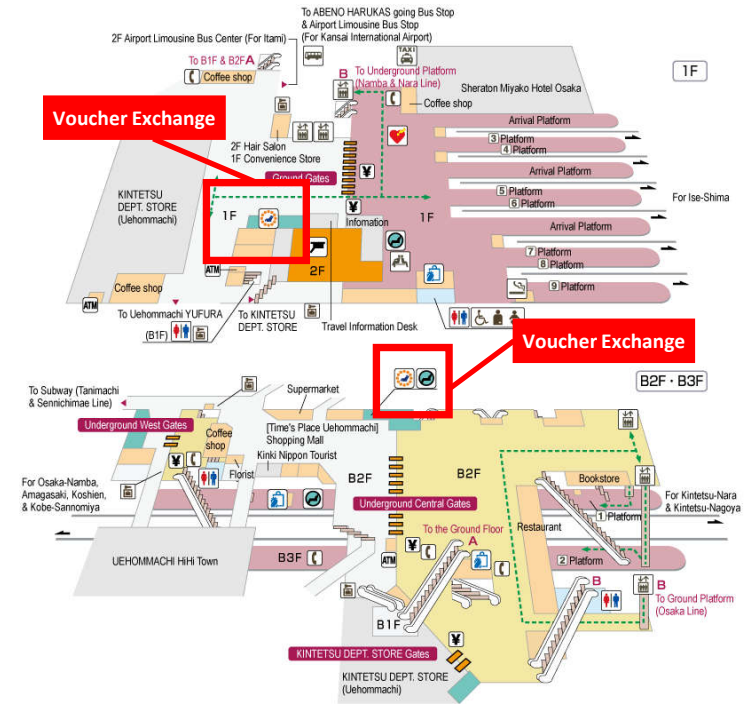 To ABENO HARUKAS going Bus Stop
& Airport Limousine Bus Stop
(For Kansai International Airport)
2F Airport Limousine Bus Center (For Itami)
TAXI
1F
To B1F & B2F A
Coffee shop
B To Underground Platform
(Namba & Nara Line)
Sheraton Miyako Hotel Osaka
Coffee shop
Voucher Exchange
Arrival Platform
3 Platform
4 Platform
2F Hair Salon
1F Convenience Store
Ground Gates
¥
Arrival Platform
KINTETSU
DEPT. STORE
(Uehommachi)
5 Platform
6 Platform
For Ise-Shima
¥
1F
Infomation
1F
Arrival Platform
7 Platform
8 Platform
2F
ATM
Coffee shop
9 Platform
ATM
To Uehommachi YUFURA
(B1F)
To KINTETSU
DEPT. STORE
Travel Information Desk
Voucher Exchange
B2F・B3F
To Subway (Tanimachi
& Sennichimae Line)
Supermarket
Underground West Gates
[Time's Place Uehommachi]
Shopping Mall
Coffee
shop
Kinki Nippon Tourist
¥
Florist
B2F
B2F
Bookstore
For Osaka-Namba,
Amagasaki, Koshien,
& Kobe-Sannomiya
Underground Central Gates
For Kintetsu-Nara
& Kintetsu-Nagoya
1 Platform
Restaurant
To the Ground Floor
A
¥
UEHOMMACHI HiHi Town
B3F
ATM
2 Platform
B
B
To Ground Platform
(Osaka Line)
B1F
¥
KINTETSU DEPT. STORE Gates
KINTETSU DEPT. STORE
(Uehommachi)